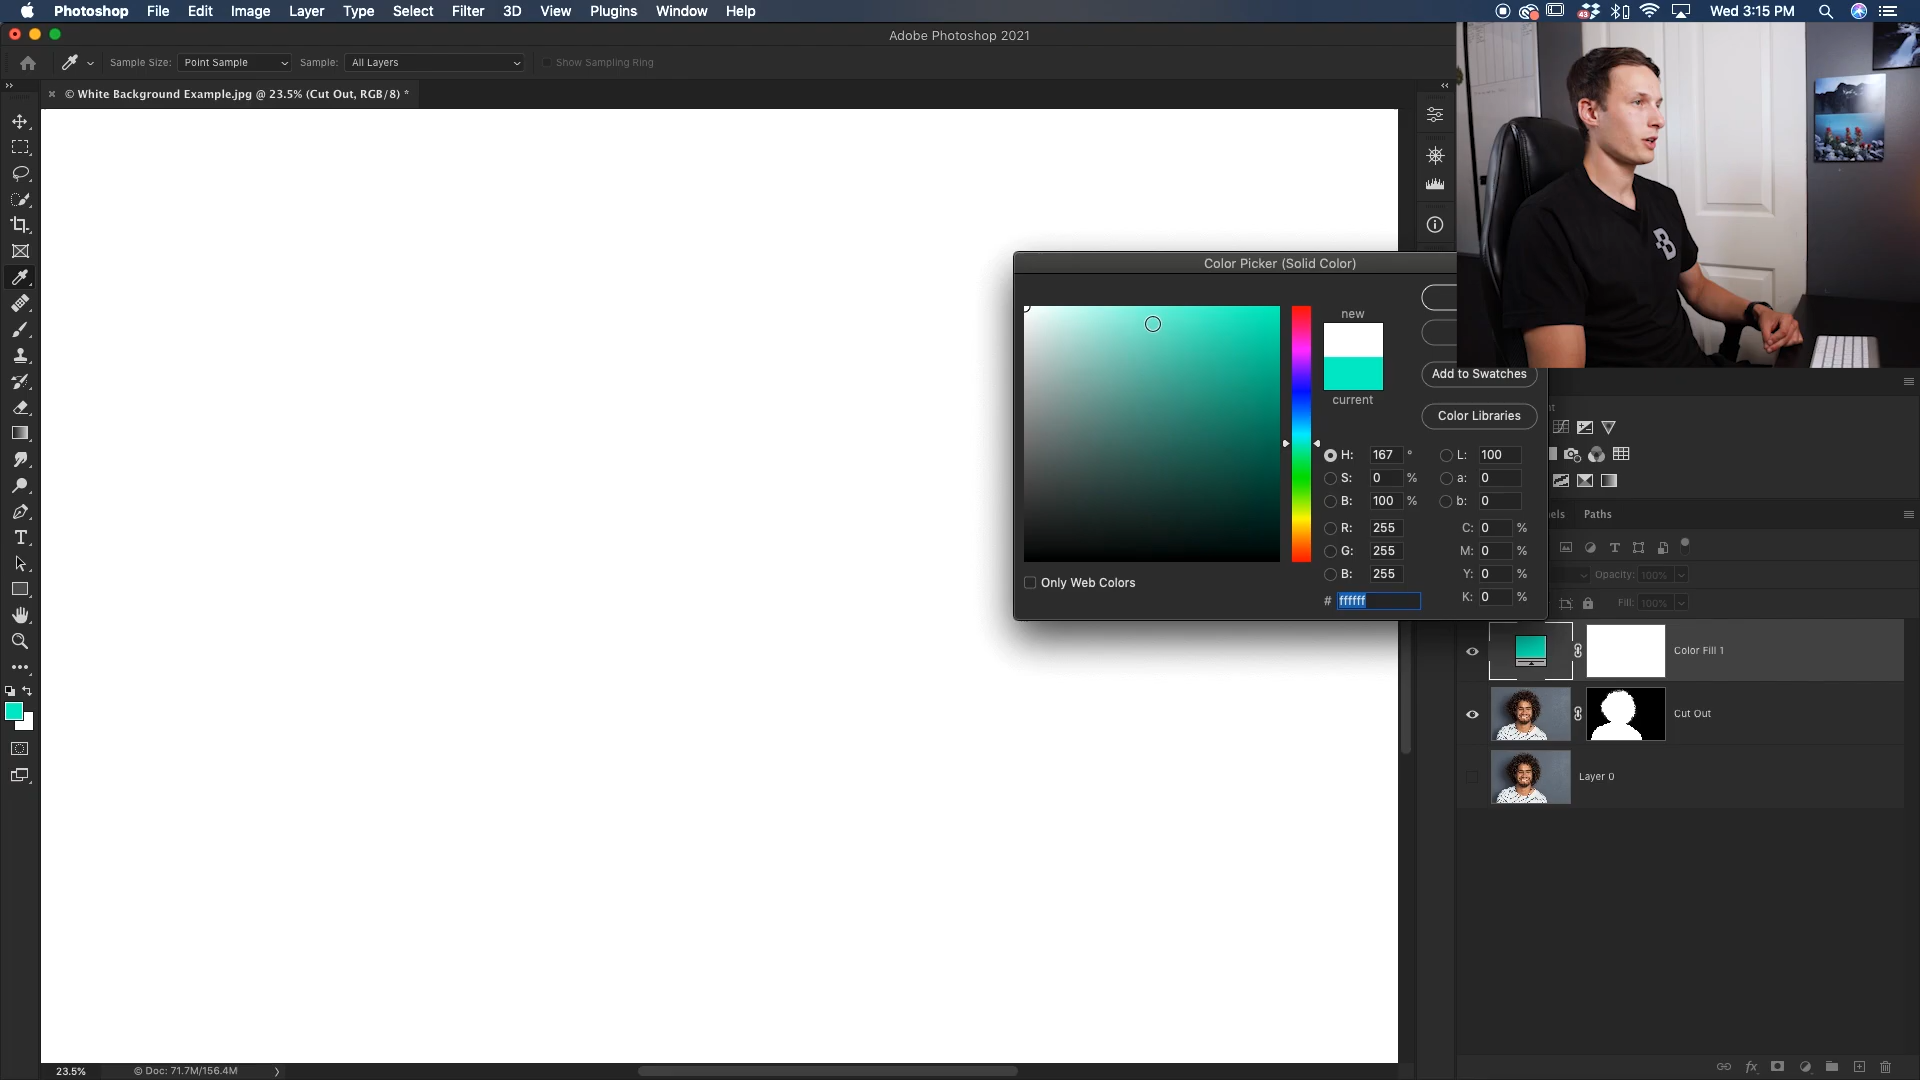 Photoshop File Edit Image Layer Type Select Filter 3D View Plugins Window Help
43
Wed 3:15 PM
Adobe Photoshop 2021
Sample Size: Point Sample Sample: All Layers Show Sampling Ring
© White Background Example.jpg @ 23.5% (Cut Out, RGB/8) *
Color Picker (Solid Color)
new
current
Add to Swatches
Color Libraries
H: 167 °
S: 0 %
B: 100 %
R: 255
G: 255
B: 255
L: 100
a: 0
b: 0
C: 0 %
M: 0 %
Y: 0 %
K: 0 %
Only Web Colors
# ffffff
Paths
Opacity: 100%
Fill: 100%
Color Fill 1
Cut Out
Layer 0
23.5% © Doc: 71.7M/156.4M